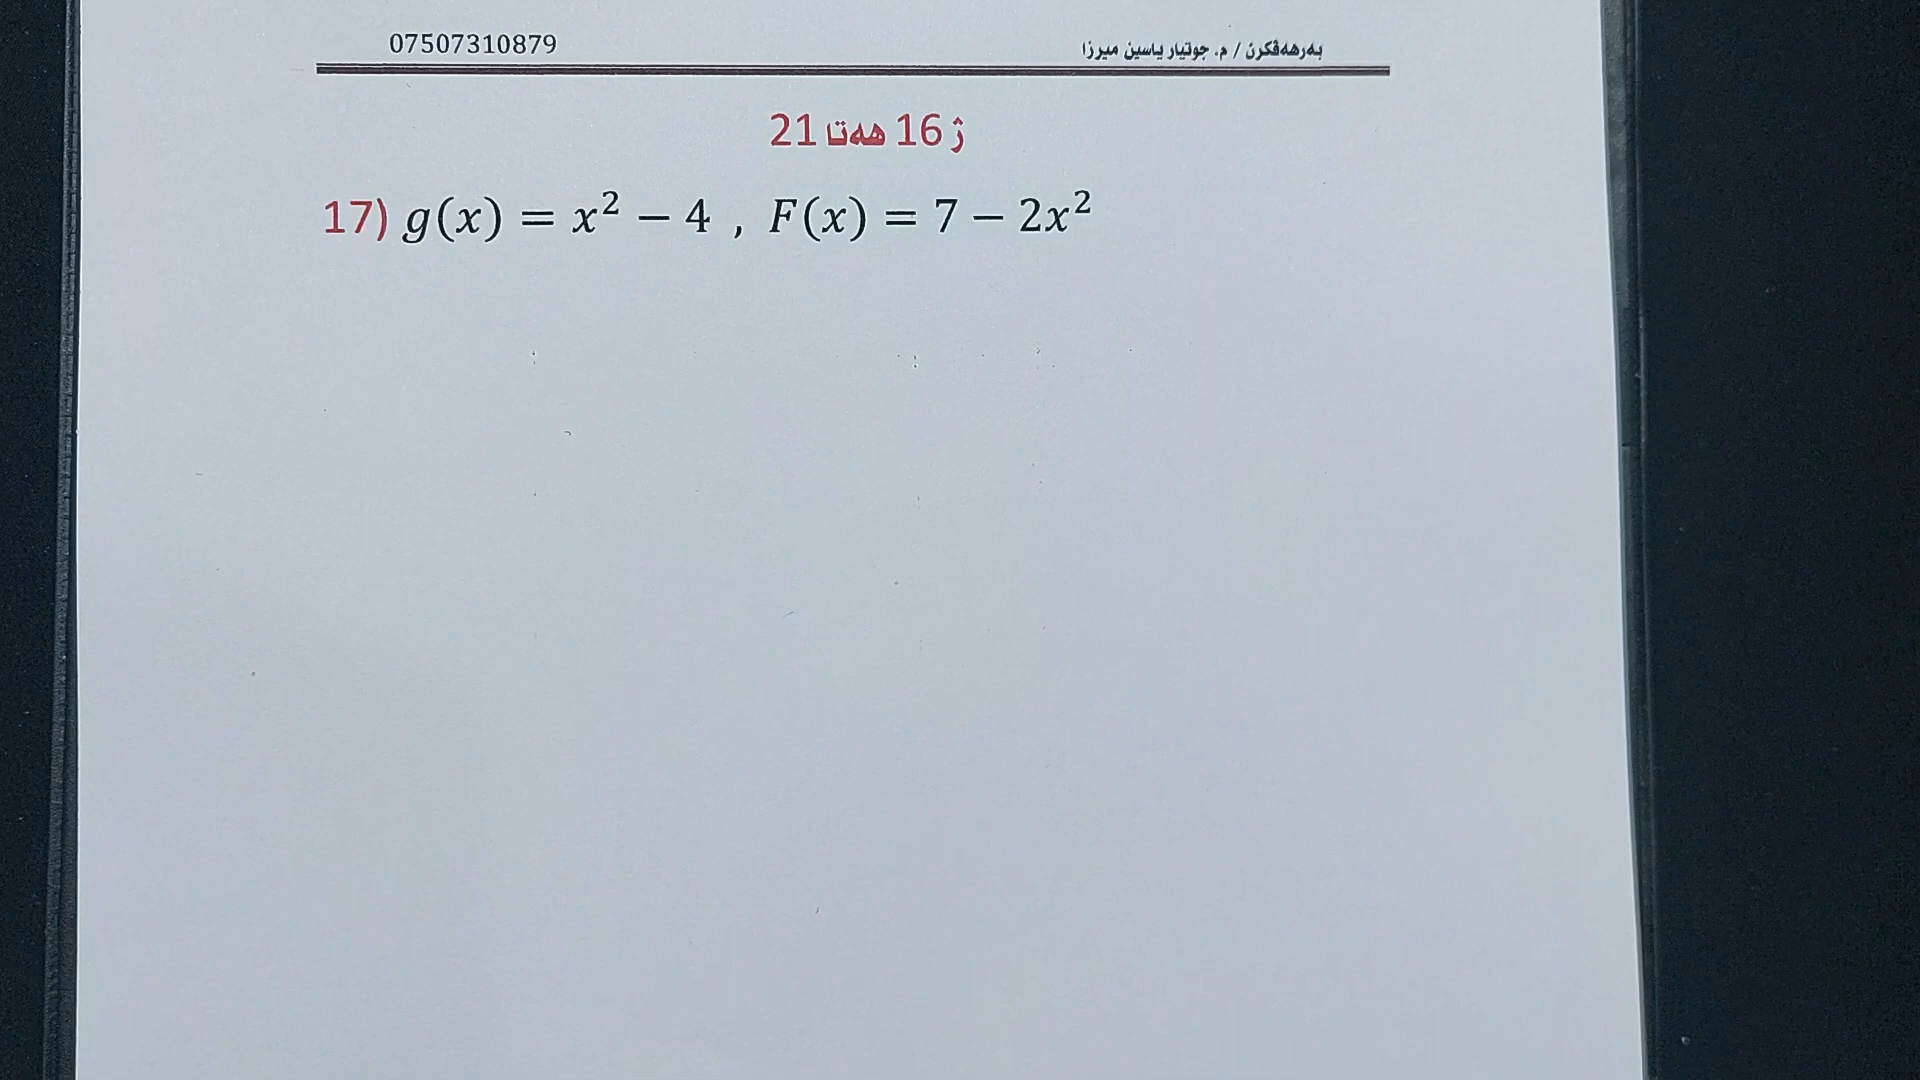 07507310879 بەرهەڤکرن / م. جوتیار یاسین میرزا
ژ 16 هەتا 21
17) g(x) = x² − 4 , F(x) = 7 − 2x²